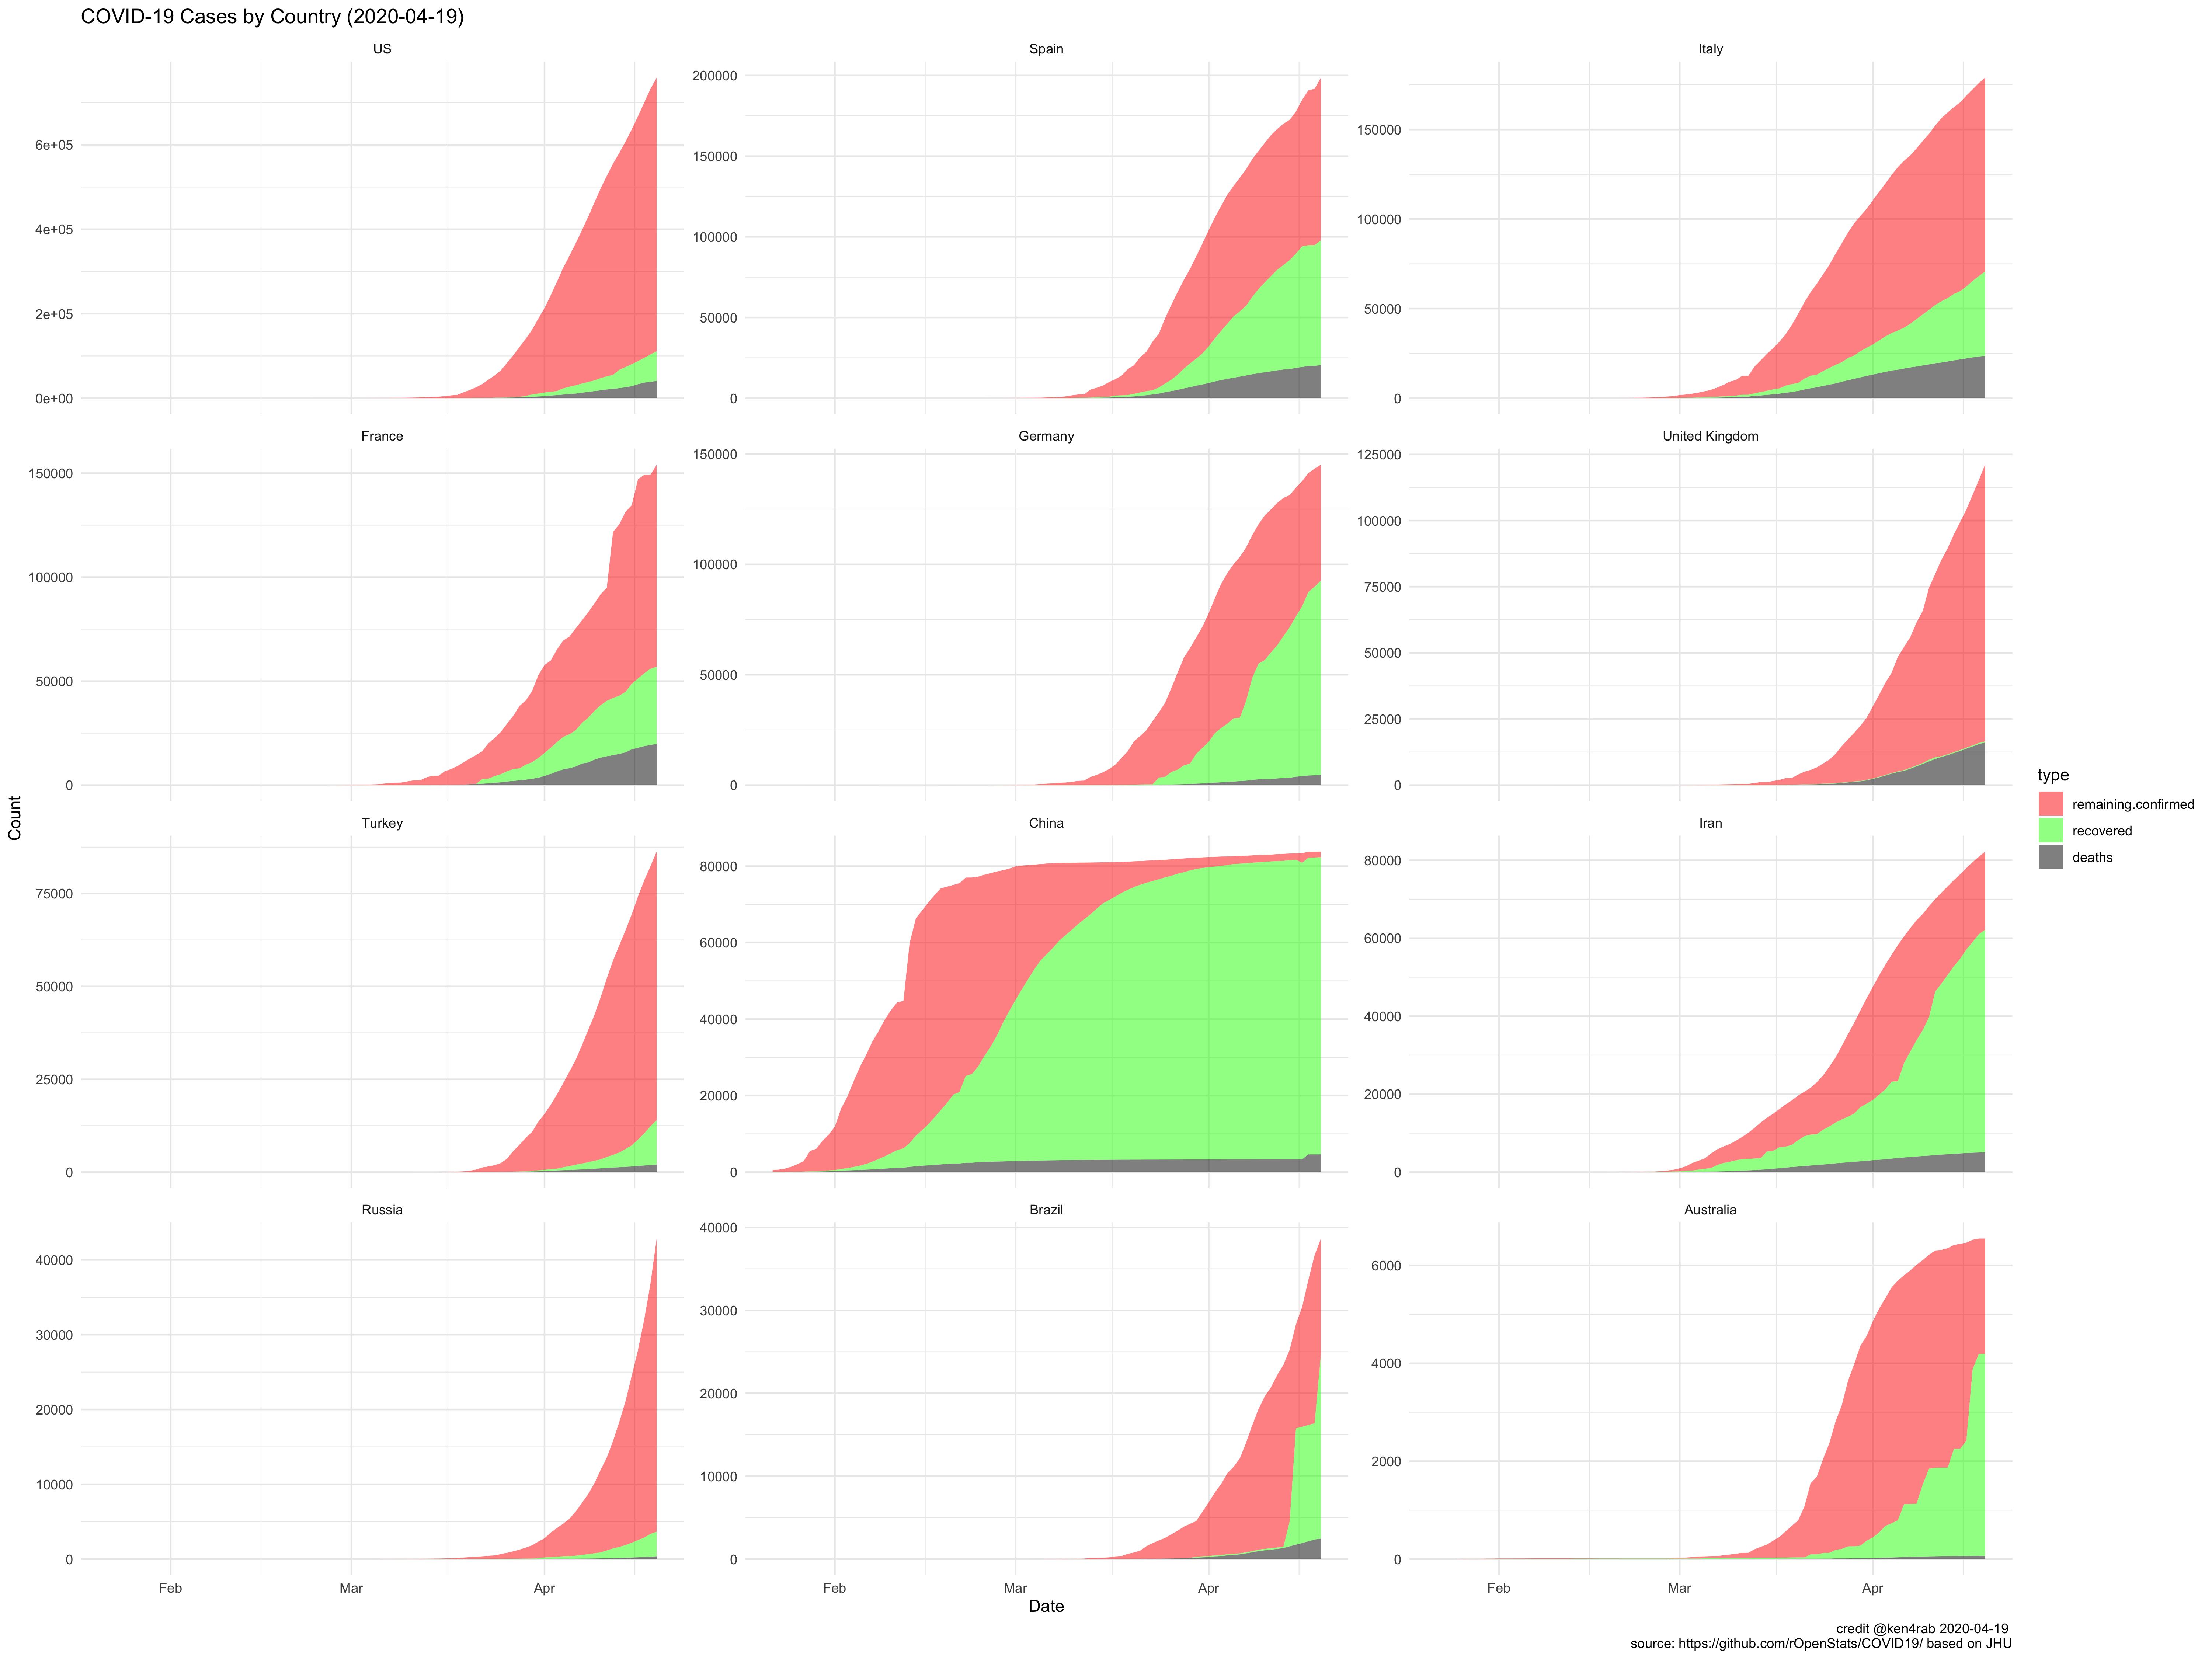 COVID-19 Cases by Country (2020-04-19)
US
Spain
Italy
6e+05
4e+05
2e+05
0e+00
200000
150000
100000
50000
0
150000
100000
50000
0
France
Germany
United Kingdom
150000
100000
50000
0
150000
100000
50000
0
125000
100000
75000
50000
25000
0
Count
Turkey
China
Iran
75000
50000
25000
0
80000
60000
40000
20000
0
80000
60000
40000
20000
0
Russia
Brazil
Australia
40000
30000
20000
10000
0
40000
30000
20000
10000
0
6000
4000
2000
0
Feb
Mar
Apr
Feb
Mar
Apr
Feb
Mar
Apr
Date
type
remaining.confirmed
recovered
deaths
credit @ken4rab 2020-04-19
source: https://github.com/rOpenStats/COVID19/ based on JHU